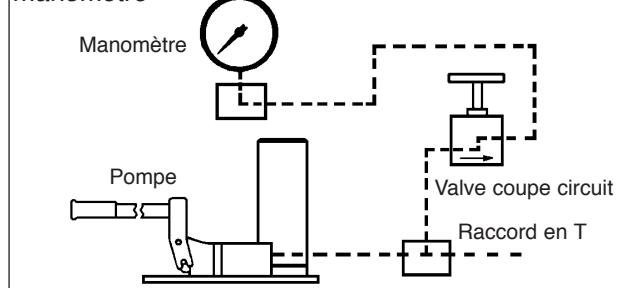 manomètre
Manomètre
Pompe
Valve coupe circuit
Raccord en T